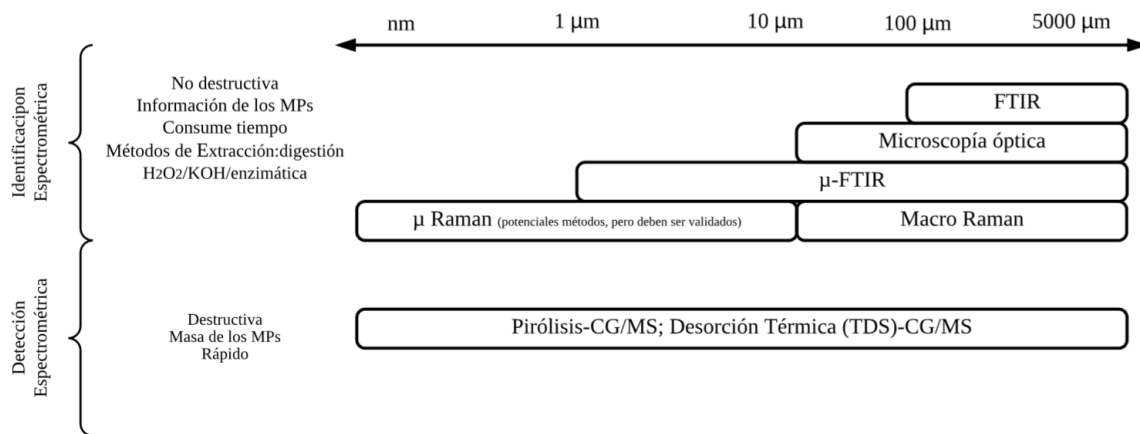 nm
1 µm
10 µm
100 µm
5000 µm
Identificacipon
Espectrométrica
No destructiva
Información de los MPs
Consume tiempo
Métodos de Extracción:digestión
H2O2/KOH/enzimática
FTIR
Microscopía óptica
µ-FTIR
µ Raman (potenciales métodos, pero deben ser validados)
Macro Raman
Detección
Espectrométrica
Destructiva
Masa de los MPs
Rápido
Pirólisis-CG/MS; Desorción Térmica (TDS)-CG/MS